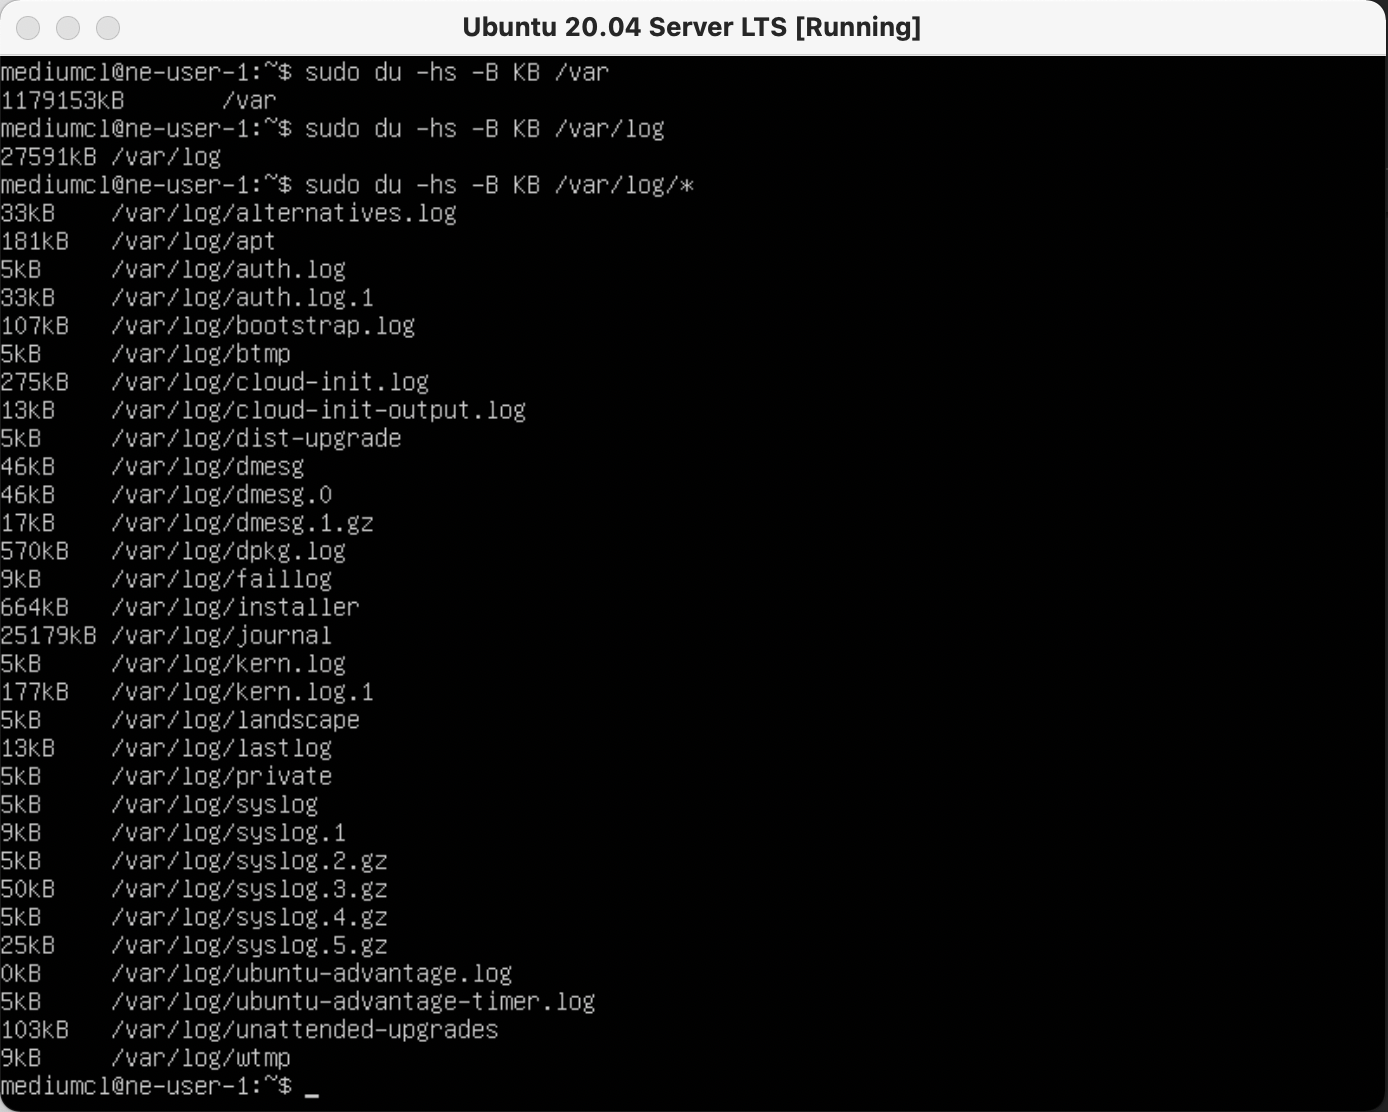 Ubuntu 20.04 Server LTS [Running]
mediumcl@ne-user-1:~$ sudo du -hs -B KB /var
1179153kB       /var
mediumcl@ne-user-1:~$ sudo du -hs -B KB /var/log
27591kB /var/log
mediumcl@ne-user-1:~$ sudo du -hs -B KB /var/log/*
33kB    /var/log/alternatives.log
181kB   /var/log/apt
5kB     /var/log/auth.log
33kB    /var/log/auth.log.1
107kB   /var/log/bootstrap.log
5kB     /var/log/btmp
275kB   /var/log/cloud-init.log
13kB    /var/log/cloud-init-output.log
5kB     /var/log/dist-upgrade
46kB    /var/log/dmesg
46kB    /var/log/dmesg.0
17kB    /var/log/dmesg.1.gz
570kB   /var/log/dpkg.log
9kB     /var/log/faillog
664kB   /var/log/installer
25179kB /var/log/journal
5kB     /var/log/kern.log
177kB   /var/log/kern.log.1
5kB     /var/log/landscape
13kB    /var/log/lastlog
5kB     /var/log/private
5kB     /var/log/syslog
9kB     /var/log/syslog.1
5kB     /var/log/syslog.2.gz
50kB    /var/log/syslog.3.gz
5kB     /var/log/syslog.4.gz
25kB    /var/log/syslog.5.gz
0kB     /var/log/ubuntu-advantage.log
5kB     /var/log/ubuntu-advantage-timer.log
103kB   /var/log/unattended-upgrades
9kB     /var/log/wtmp
mediumcl@ne-user-1:~$ _